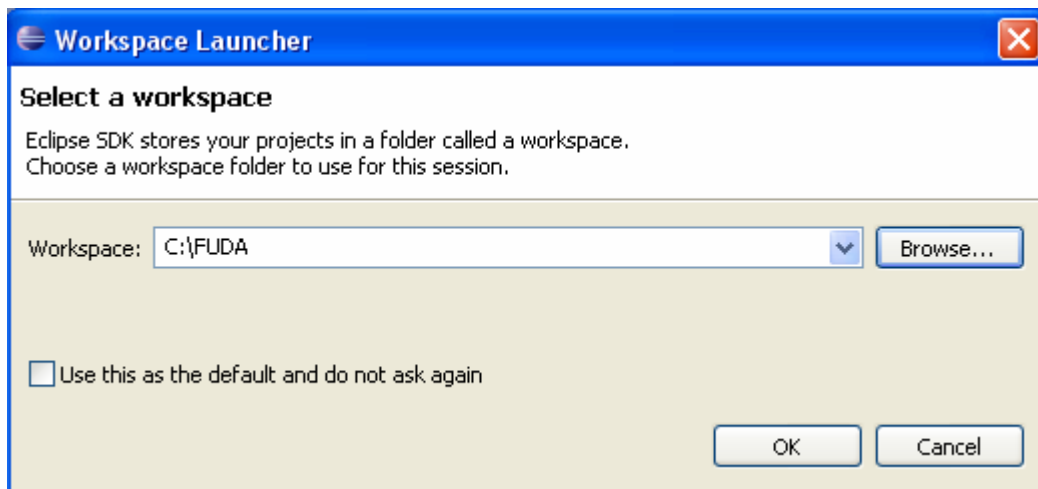 Workspace Launcher
Select a workspace
Eclipse SDK stores your projects in a folder called a workspace.
Choose a workspace folder to use for this session.
Workspace: C:\FUDA Browse...
Use this as the default and do not ask again
OK Cancel